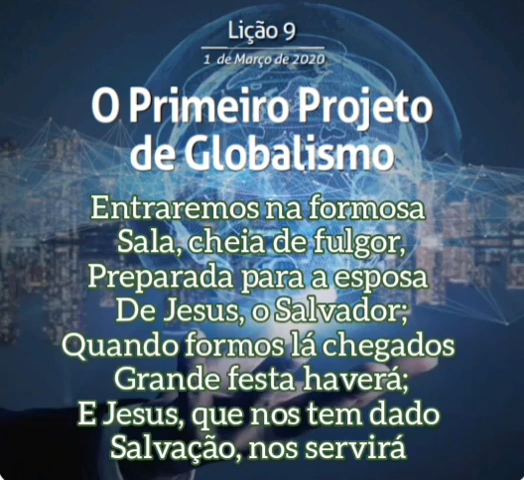 Lição 9
1 de Março de 2020
O Primeiro Projeto
de Globalismo
Entraremos na formosa
Sala, cheia de fulgor,
Preparada para a esposa
De Jesus, o Salvador;
Quando formos lá chegados
Grande festa haverá;
E Jesus, que nos tem dado
Salvação, nos servirá